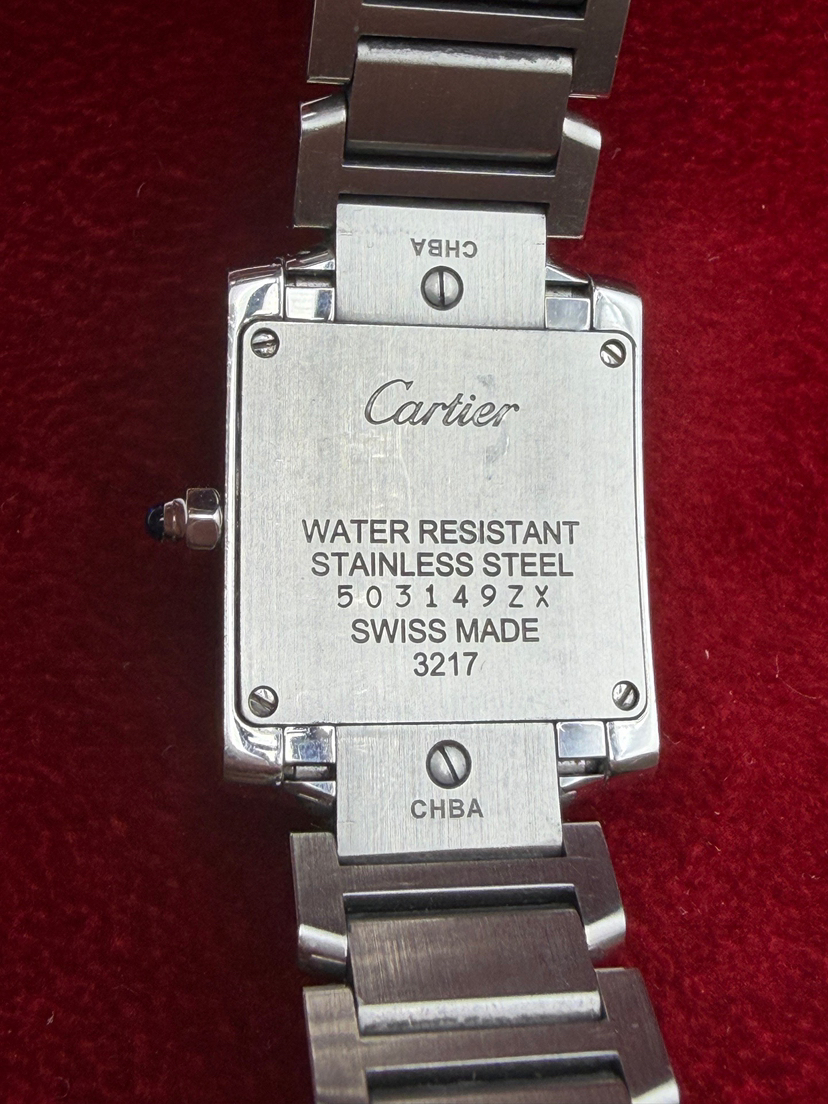 CHBA
Cartier
WATER RESISTANT
STAINLESS STEEL
503149ZX
SWISS MADE
3217
CHBA